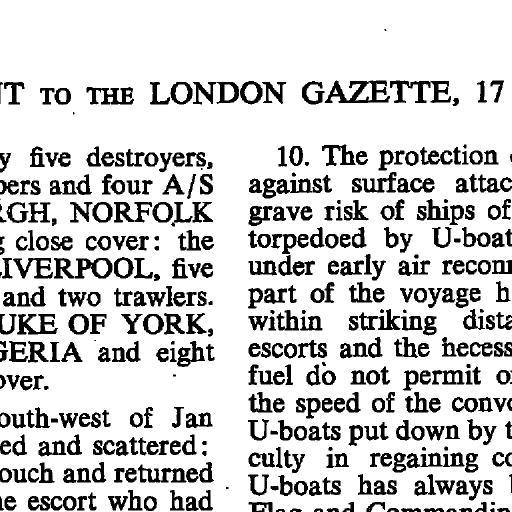 NT TO THE LONDON GAZETTE, 17
y five destroyers,
pers and four A/S
RGH, NORFOLK
g close cover: the
LIVERPOOL, five
and two trawlers.
UKE OF YORK,
GERIA and eight
over.
outh-west of Jan
ed and scattered:
ouch and returned
he escort who had
10. The protection
against surface attac
grave risk of ships of
torpedoed by U-boat
under early air reconn
part of the voyage h
within striking dista
escorts and the hecess
fuel do not permit o
the speed of the conv
U-boats put down by t
culty in regaining co
U-boats has always
Flag and Commandin